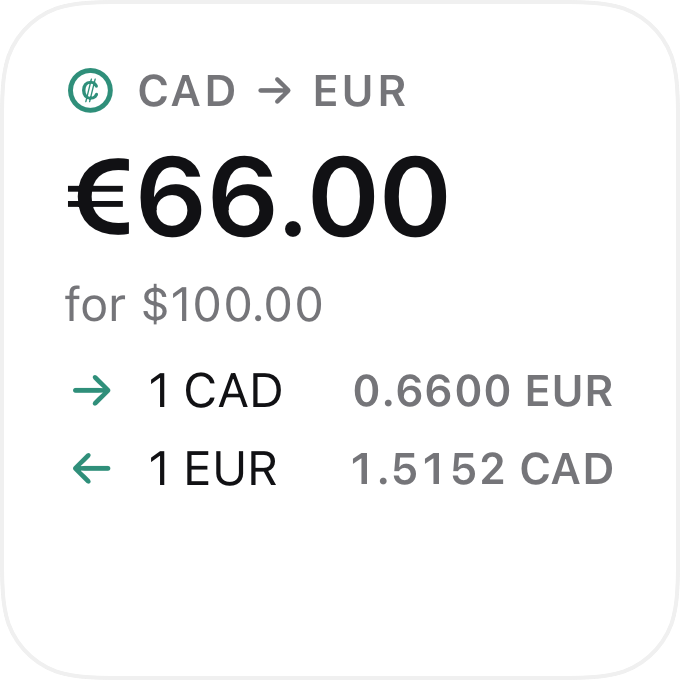 CAD → EUR
€66.00
for $100.00
→ 1 CAD 0.6600 EUR
← 1 EUR 1.5152 CAD